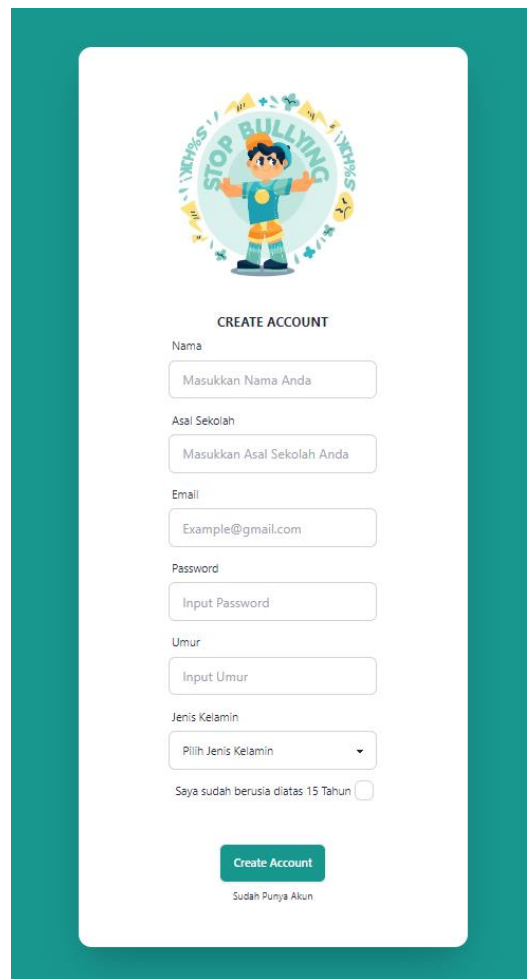 STOP BULLYING
CREATE ACCOUNT
Nama
Masukkan Nama Anda
Asal Sekolah
Masukkan Asal Sekolah Anda
Email
Example@gmail.com
Password
Input Password
Umur
Input Umur
Jenis Kelamin
Pilih Jenis Kelamin
Saya sudah berusia diatas 15 Tahun
Create Account
Sudah Punya Akun